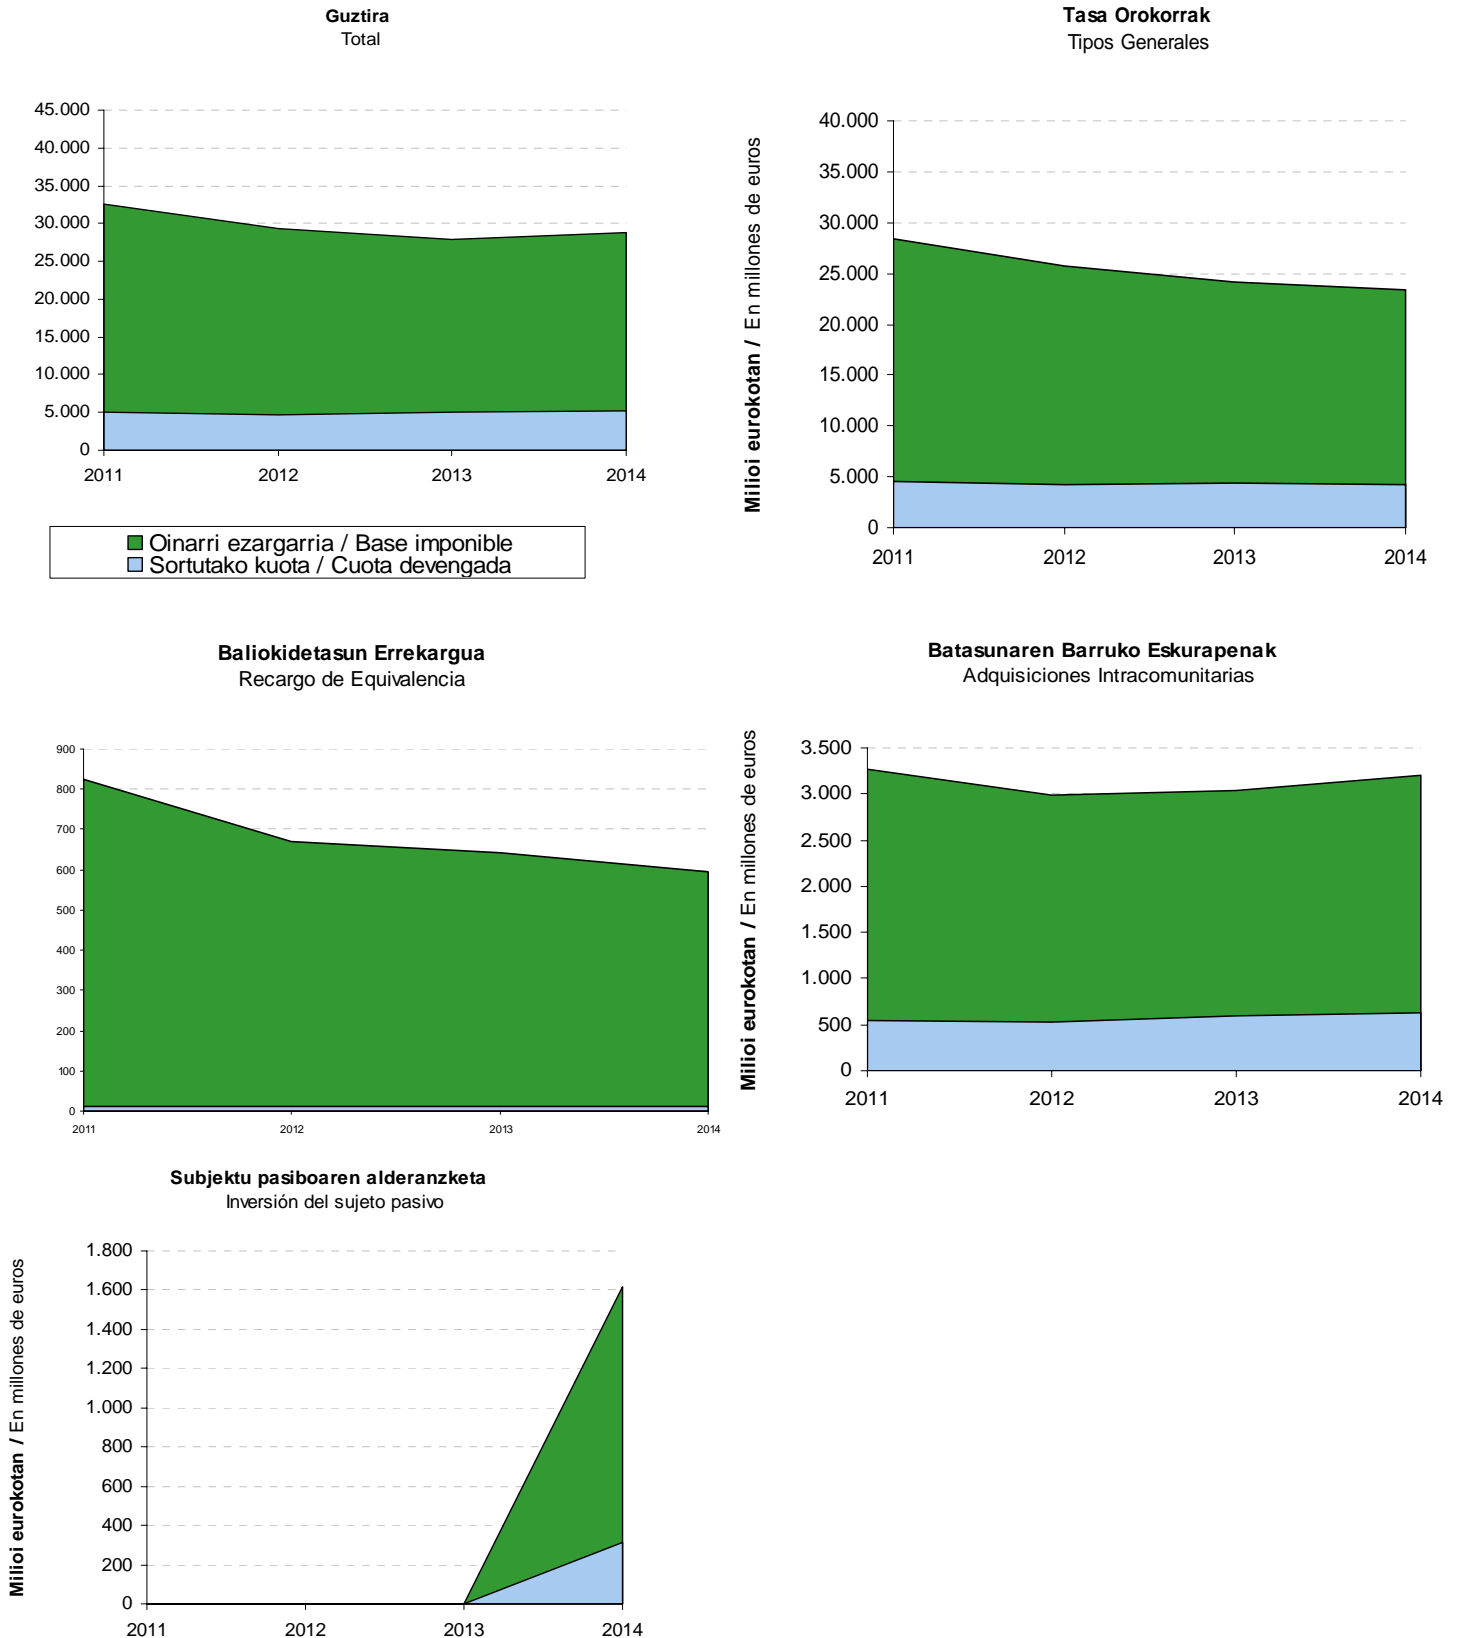 Guztira
Total
45.000
40.000
35.000
30.000
25.000
20.000
15.000
10.000
5.000
0
2011 2012 2013 2014
Oinarri ezargarria / Base imponible
Sortutako kuota / Cuota devengada
Tasa Orokorrak
Tipos Generales
Milioi eurokotan / En millones de euros
40.000
35.000
30.000
25.000
20.000
15.000
10.000
5.000
0
2011 2012 2013 2014
Baliokidetasun Errekargua
Recargo de Equivalencia
900
800
700
600
500
400
300
200
100
0
2011 2012 2013 2014
Batasunaren Barruko Eskurapenak
Adquisiciones Intracomunitarias
Milioi eurokotan / En millones de euros
3.500
3.000
2.500
2.000
1.500
1.000
500
0
2011 2012 2013 2014
Subjektu pasiboaren alderanzketa
Inversión del sujeto pasivo
Milioi eurokotan / En millones de euros
1.800
1.600
1.400
1.200
1.000
800
600
400
200
0
2011 2012 2013 2014